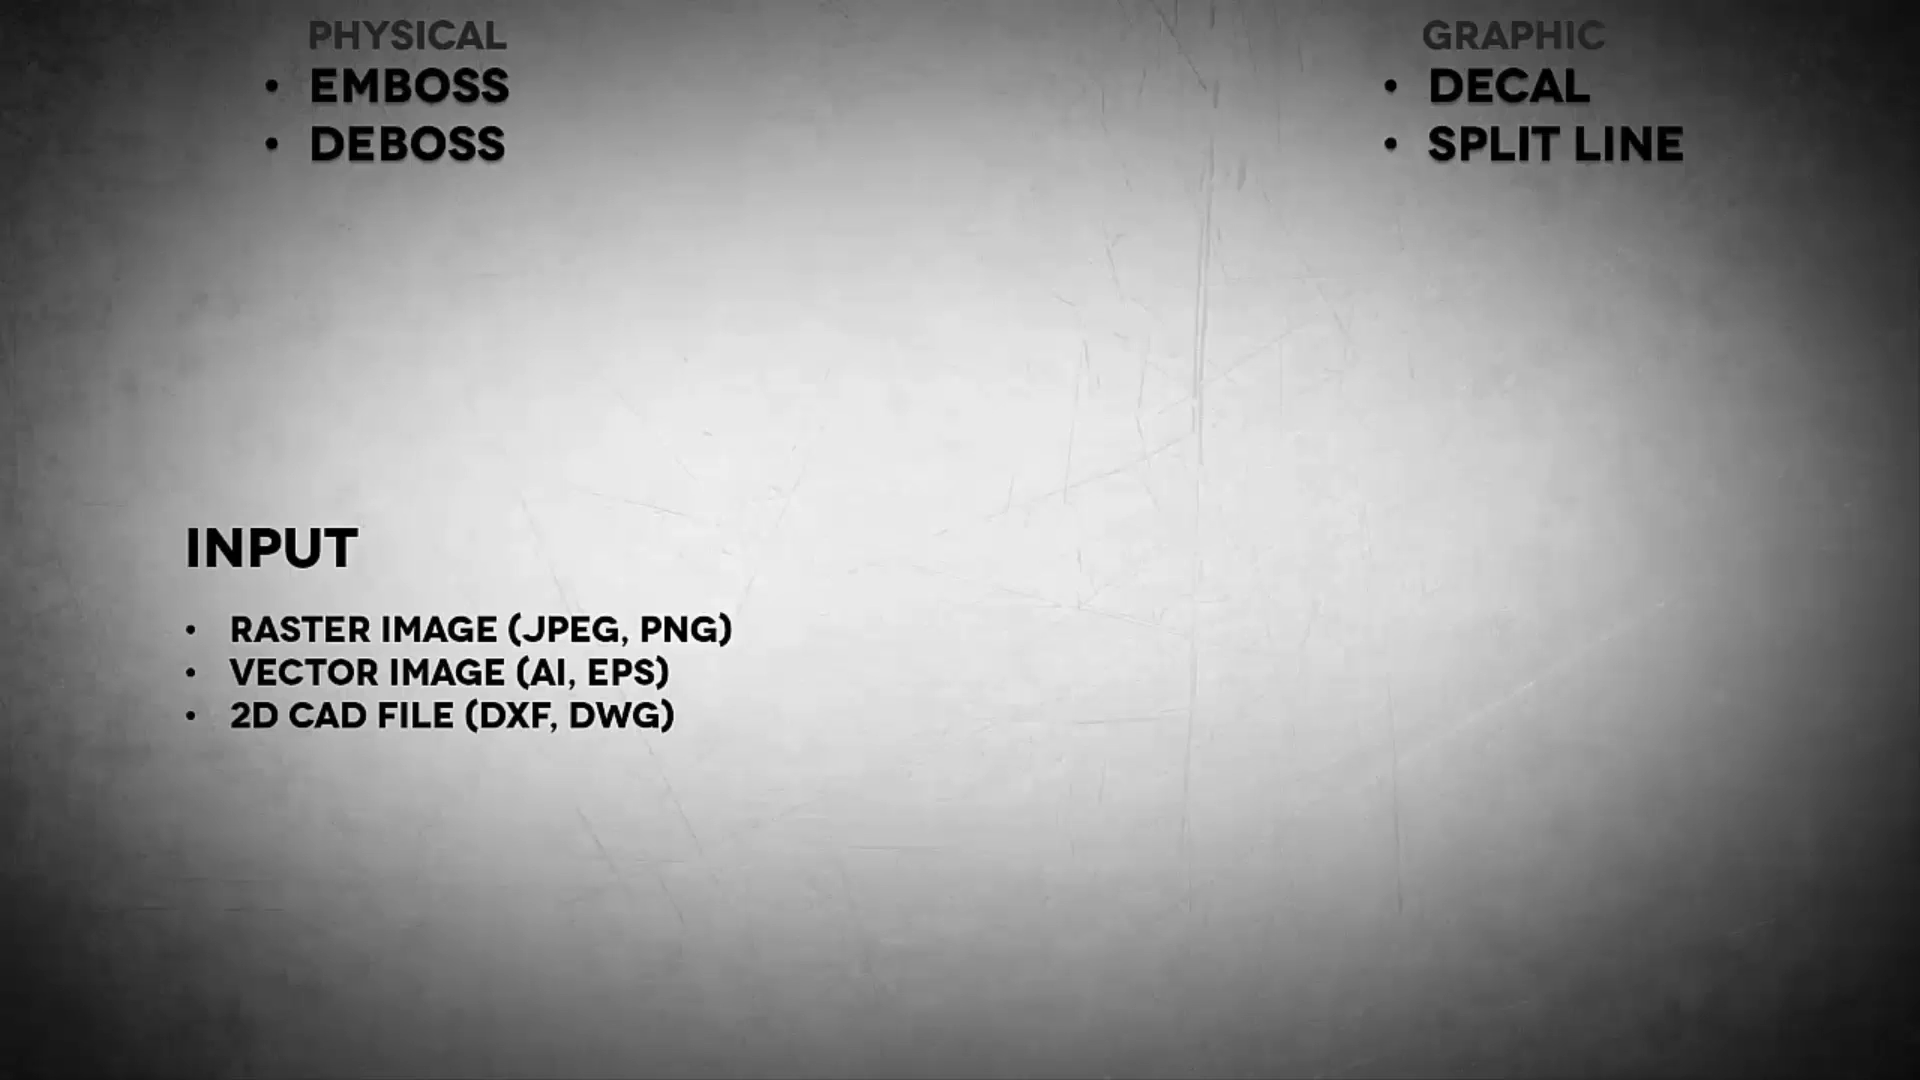 PHYSICAL
• EMBOSS
• DEBOSS
GRAPHIC
• DECAL
• SPLIT LINE
INPUT
• RASTER IMAGE (JPEG, PNG)
• VECTOR IMAGE (AI, EPS)
• 2D CAD FILE (DXF, DWG)